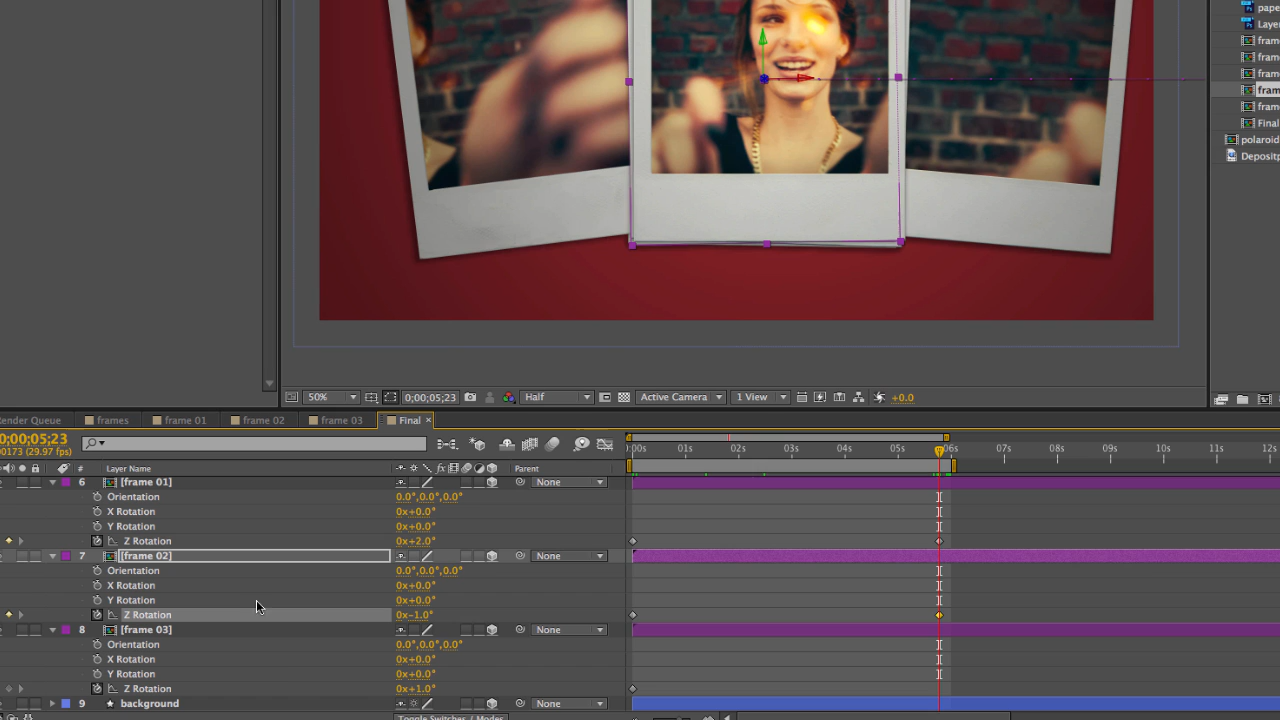 pape
Laye
fram
fram
fram
fram
fram
Final
polaroid
Depositp
50%
0;00;05;23
Half
Active Camera
1 View
+0.0
Render Queue
frames
frame 01
frame 02
frame 03
Final ×
0;00;05;23
00173 (29.97 fps)
:00s 01s 02s 03s 04s 05s 06s 07s 08s 09s 10s 11s 12s
# Layer Name fx Parent
6 [frame 01] None
Orientation 0.0°,0.0°,0.0°
X Rotation 0x+0.0°
Y Rotation 0x+0.0°
Z Rotation 0x+2.0°
7 [frame 02] None
Orientation 0.0°,0.0°,0.0°
X Rotation 0x+0.0°
Y Rotation 0x+0.0°
Z Rotation 0x-1.0°
8 [frame 03] None
Orientation 0.0°,0.0°,0.0°
X Rotation 0x+0.0°
Y Rotation 0x+0.0°
Z Rotation 0x+1.0°
9 background None
Toggle Switches / Modes